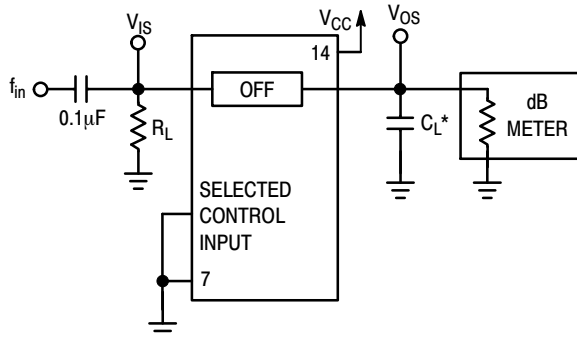 V_IS
V_CC
V_OS
14
f_in
0.1μF
R_L
OFF
C_L*
dB
METER
SELECTED
CONTROL
INPUT
7